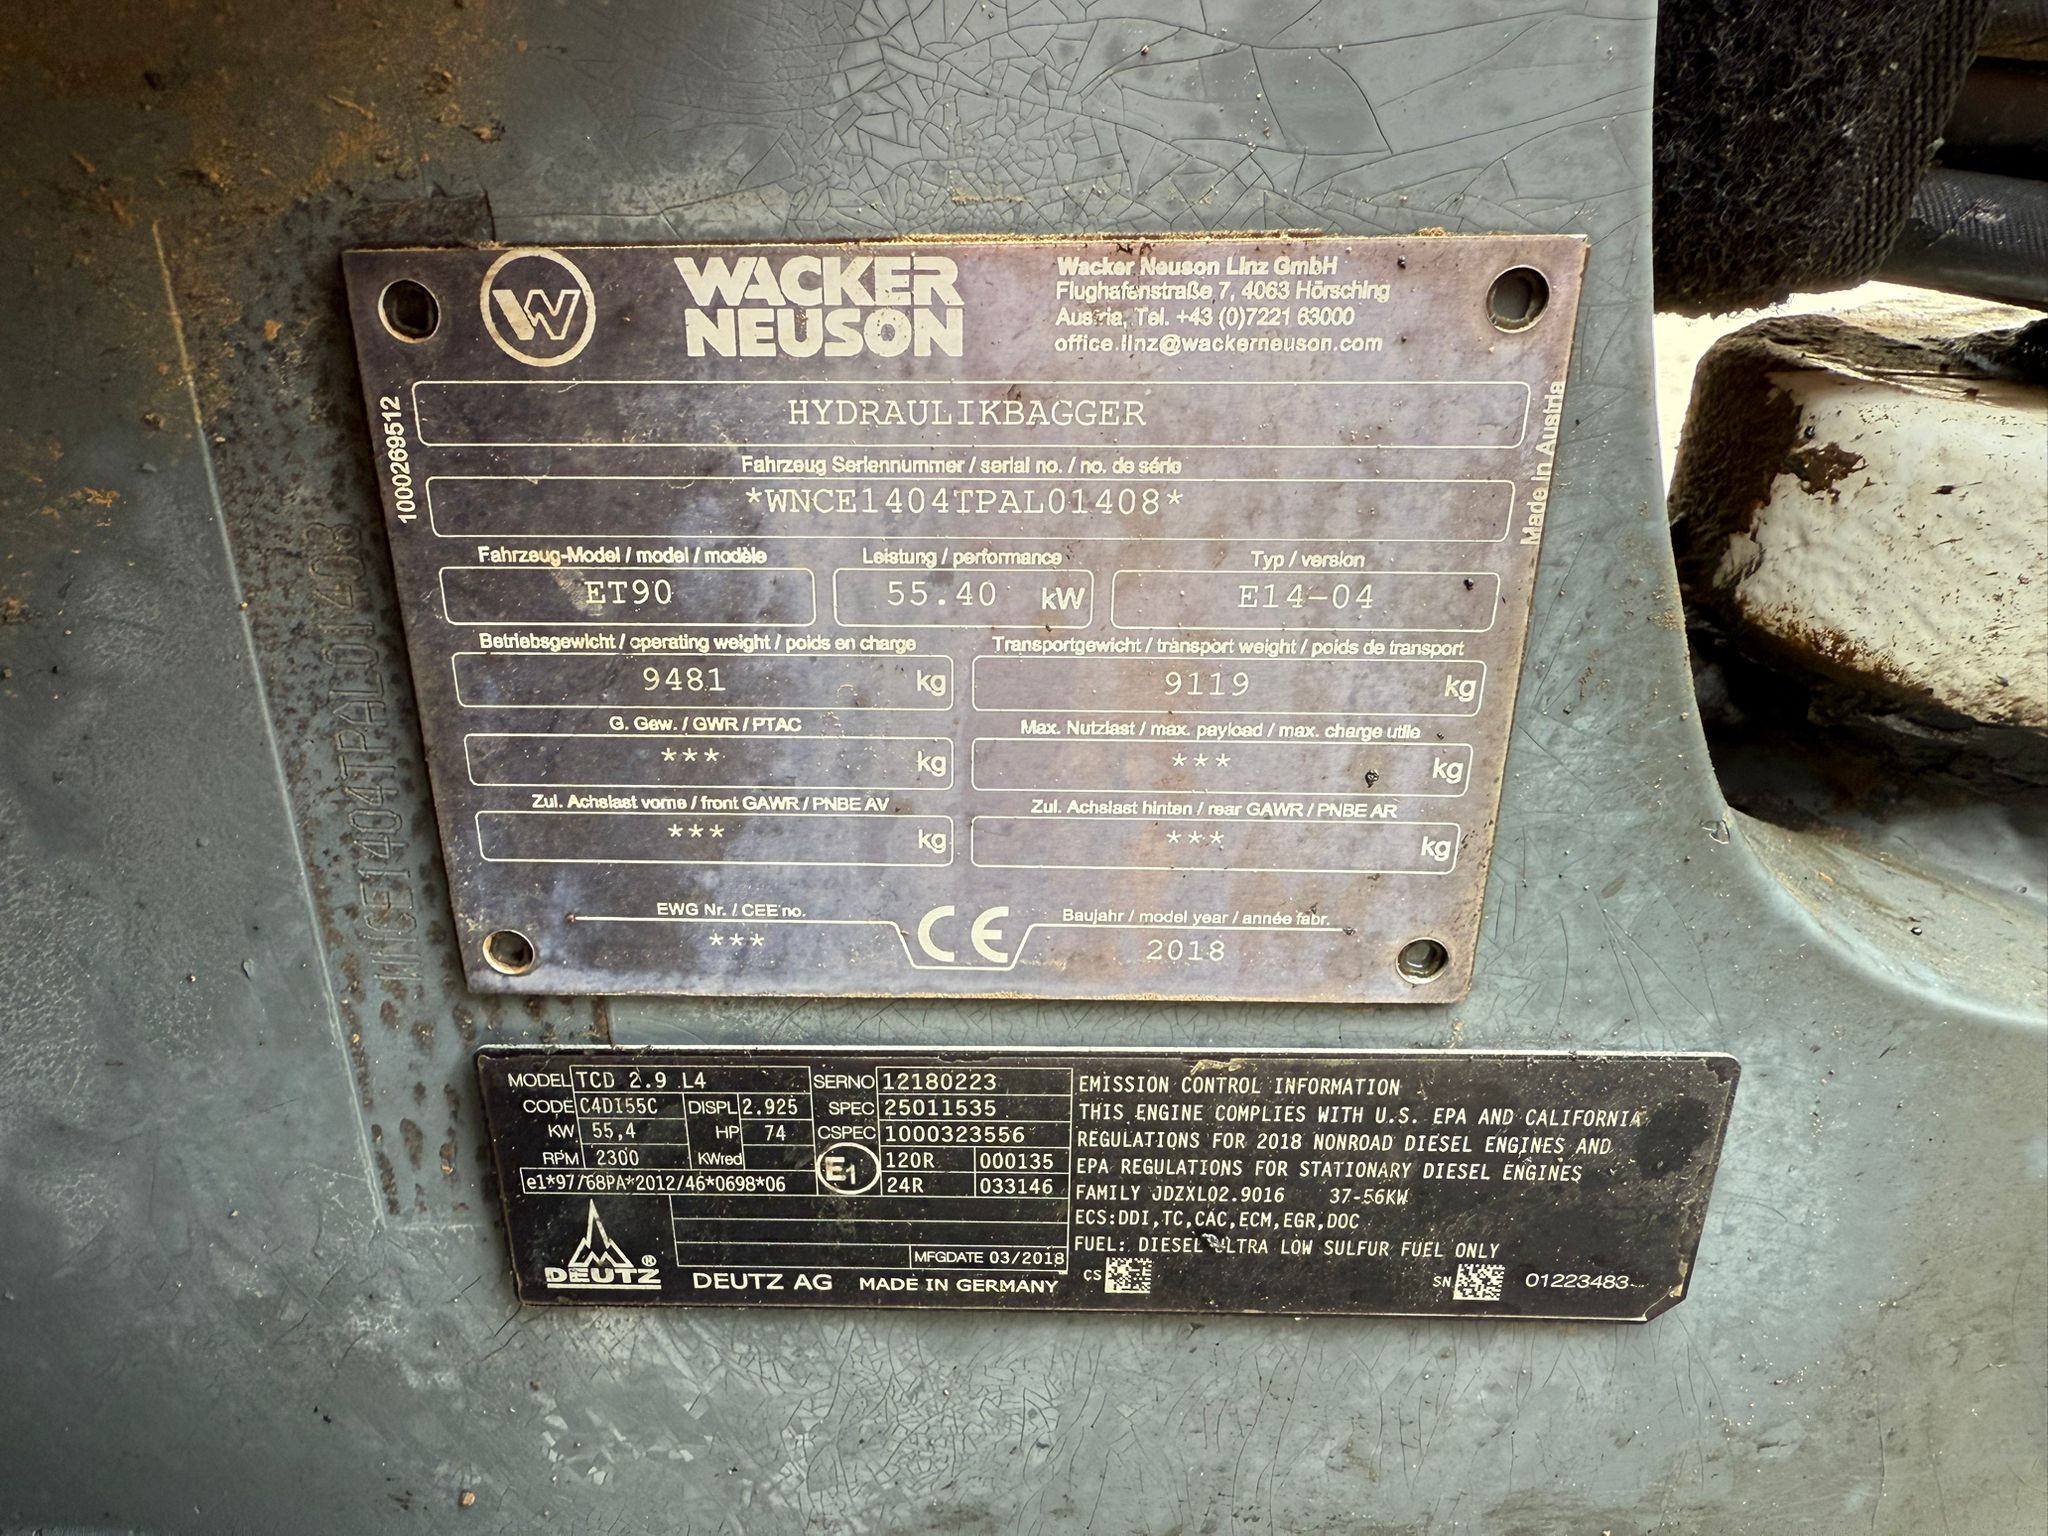 W
WACKER
NEUSON
Wacker Neuson Linz GmbH
Flughafenstraße 7, 4063 Hörsching
Austria, Tel. +43 (0)7221 63000
office.linz@wackerneuson.com
1000269512
Made in Austria
HYDRAULIKBAGGER
Fahrzeug Seriennummer / serial no. / no. de série
*WNCE1404TPAL01408*
Fahrzeug-Model / model / modèle
ET90
Leistung / performance
55.40 kW
Typ / version
E14-04
Betriebsgewicht / operating weight / poids en charge
9481 kg
Transportgewicht / transport weight / poids de transport
9119 kg
G. Gew. / GWR / PTAC
*** kg
Max. Nutzlast / max. payload / max. charge utile
*** kg
Zul. Achslast vorne / front GAWR / PNBE AV
*** kg
Zul. Achslast hinten / rear GAWR / PNBE AR
*** kg
EWG Nr. / CEE no.
***
CE
Baujahr / model year / année fabr.
2018
WNCE1404TPAL01408
MODEL TCD 2.9 L4
CODE C4DI55C DISPL 2.925
KW 55,4 HP 74
RPM 2300 KWred
e1*97/68PA*2012/46*0698*06
SERNO 12180223
SPEC 25011535
CSPEC 1000323556
E1 120R 000135
24R 033146
MFGDATE 03/2018
DEUTZ ®
DEUTZ AG MADE IN GERMANY
EMISSION CONTROL INFORMATION
THIS ENGINE COMPLIES WITH U.S. EPA AND CALIFORNIA
REGULATIONS FOR 2018 NONROAD DIESEL ENGINES AND
EPA REGULATIONS FOR STATIONARY DIESEL ENGINES
FAMILY JDZXL02.9016 37-56KW
ECS:DDI,TC,CAC,ECM,EGR,DOC
FUEL: DIESEL ULTRA LOW SULFUR FUEL ONLY
CS
SN 01223483